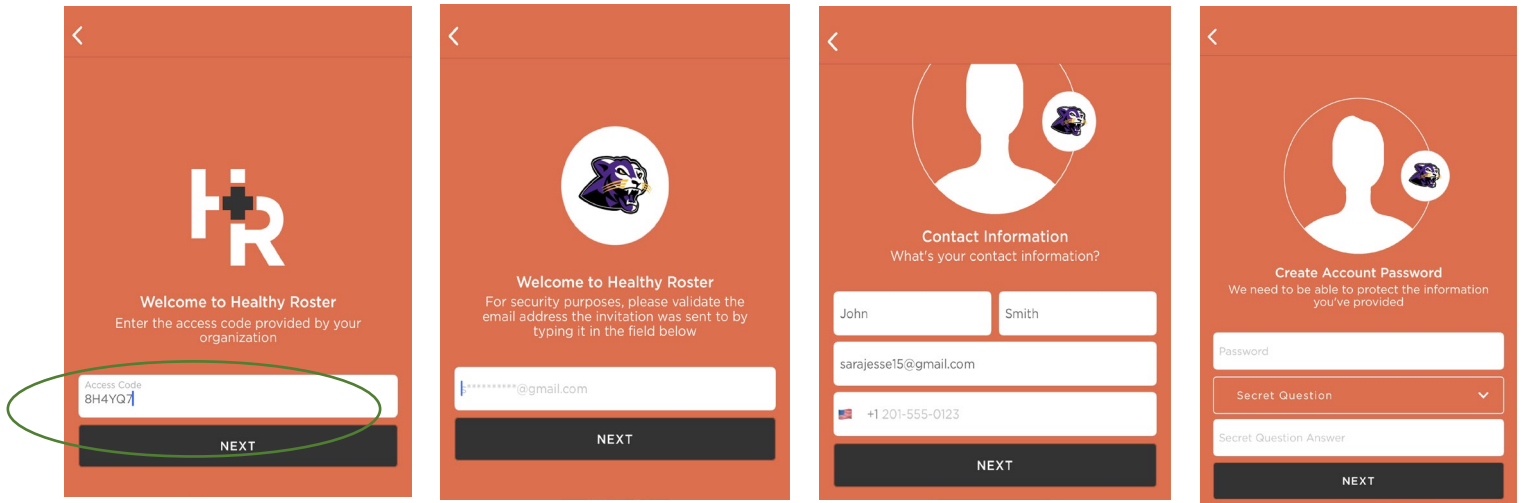 HR
Welcome to Healthy Roster
Enter the access code provided by your
organization
Access Code
8H4YQ7
NEXT
Welcome to Healthy Roster
For security purposes, please validate the
email address the invitation was sent to by
typing it in the field below
s**********@gmail.com
NEXT
Contact Information
What's your contact information?
John Smith
sarajesse15@gmail.com
+1 201-555-0123
NEXT
Create Account Password
We need to be able to protect the information
you've provided
Password
Secret Question
Secret Question Answer
NEXT